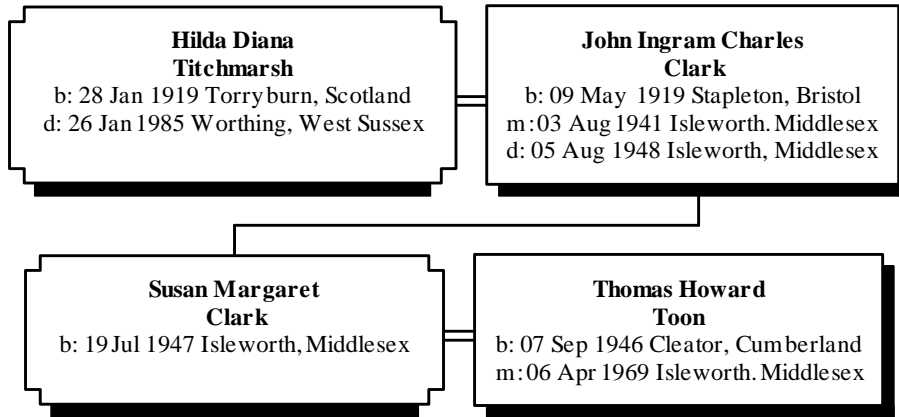 Hilda Diana
Titchmarsh
b: 28 Jan 1919 Torryburn, Scotland
d: 26 Jan 1985 Worthing, West Sussex
John Ingram Charles
Clark
b: 09 May 1919 Stapleton, Bristol
m: 03 Aug 1941 Isleworth. Middlesex
d: 05 Aug 1948 Isleworth, Middlesex
Susan Margaret
Clark
b: 19 Jul 1947 Isleworth, Middlesex
Thomas Howard
Toon
b: 07 Sep 1946 Cleator, Cumberland
m: 06 Apr 1969 Isleworth. Middlesex